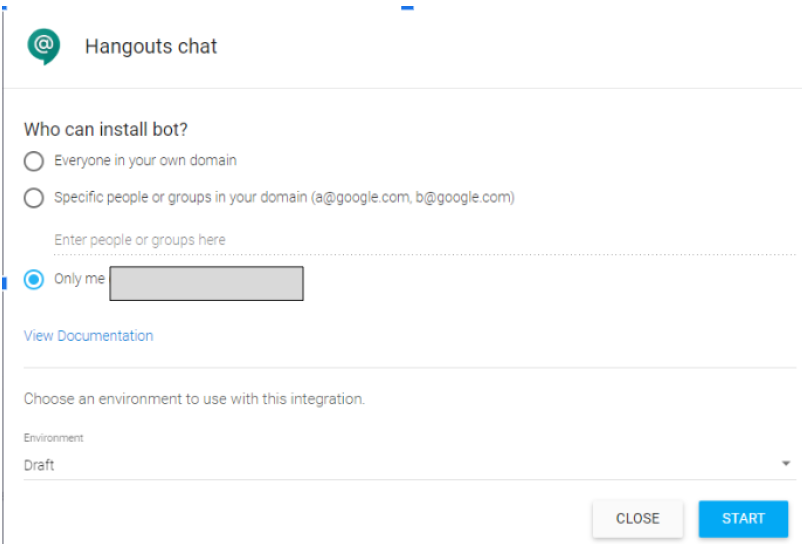 @
Hangouts chat
Who can install bot?
Everyone in your own domain
Specific people or groups in your domain (a@google.com, b@google.com)
Enter people or groups here
Only me
View Documentation
Choose an environment to use with this integration.
Environment
Draft
CLOSE START